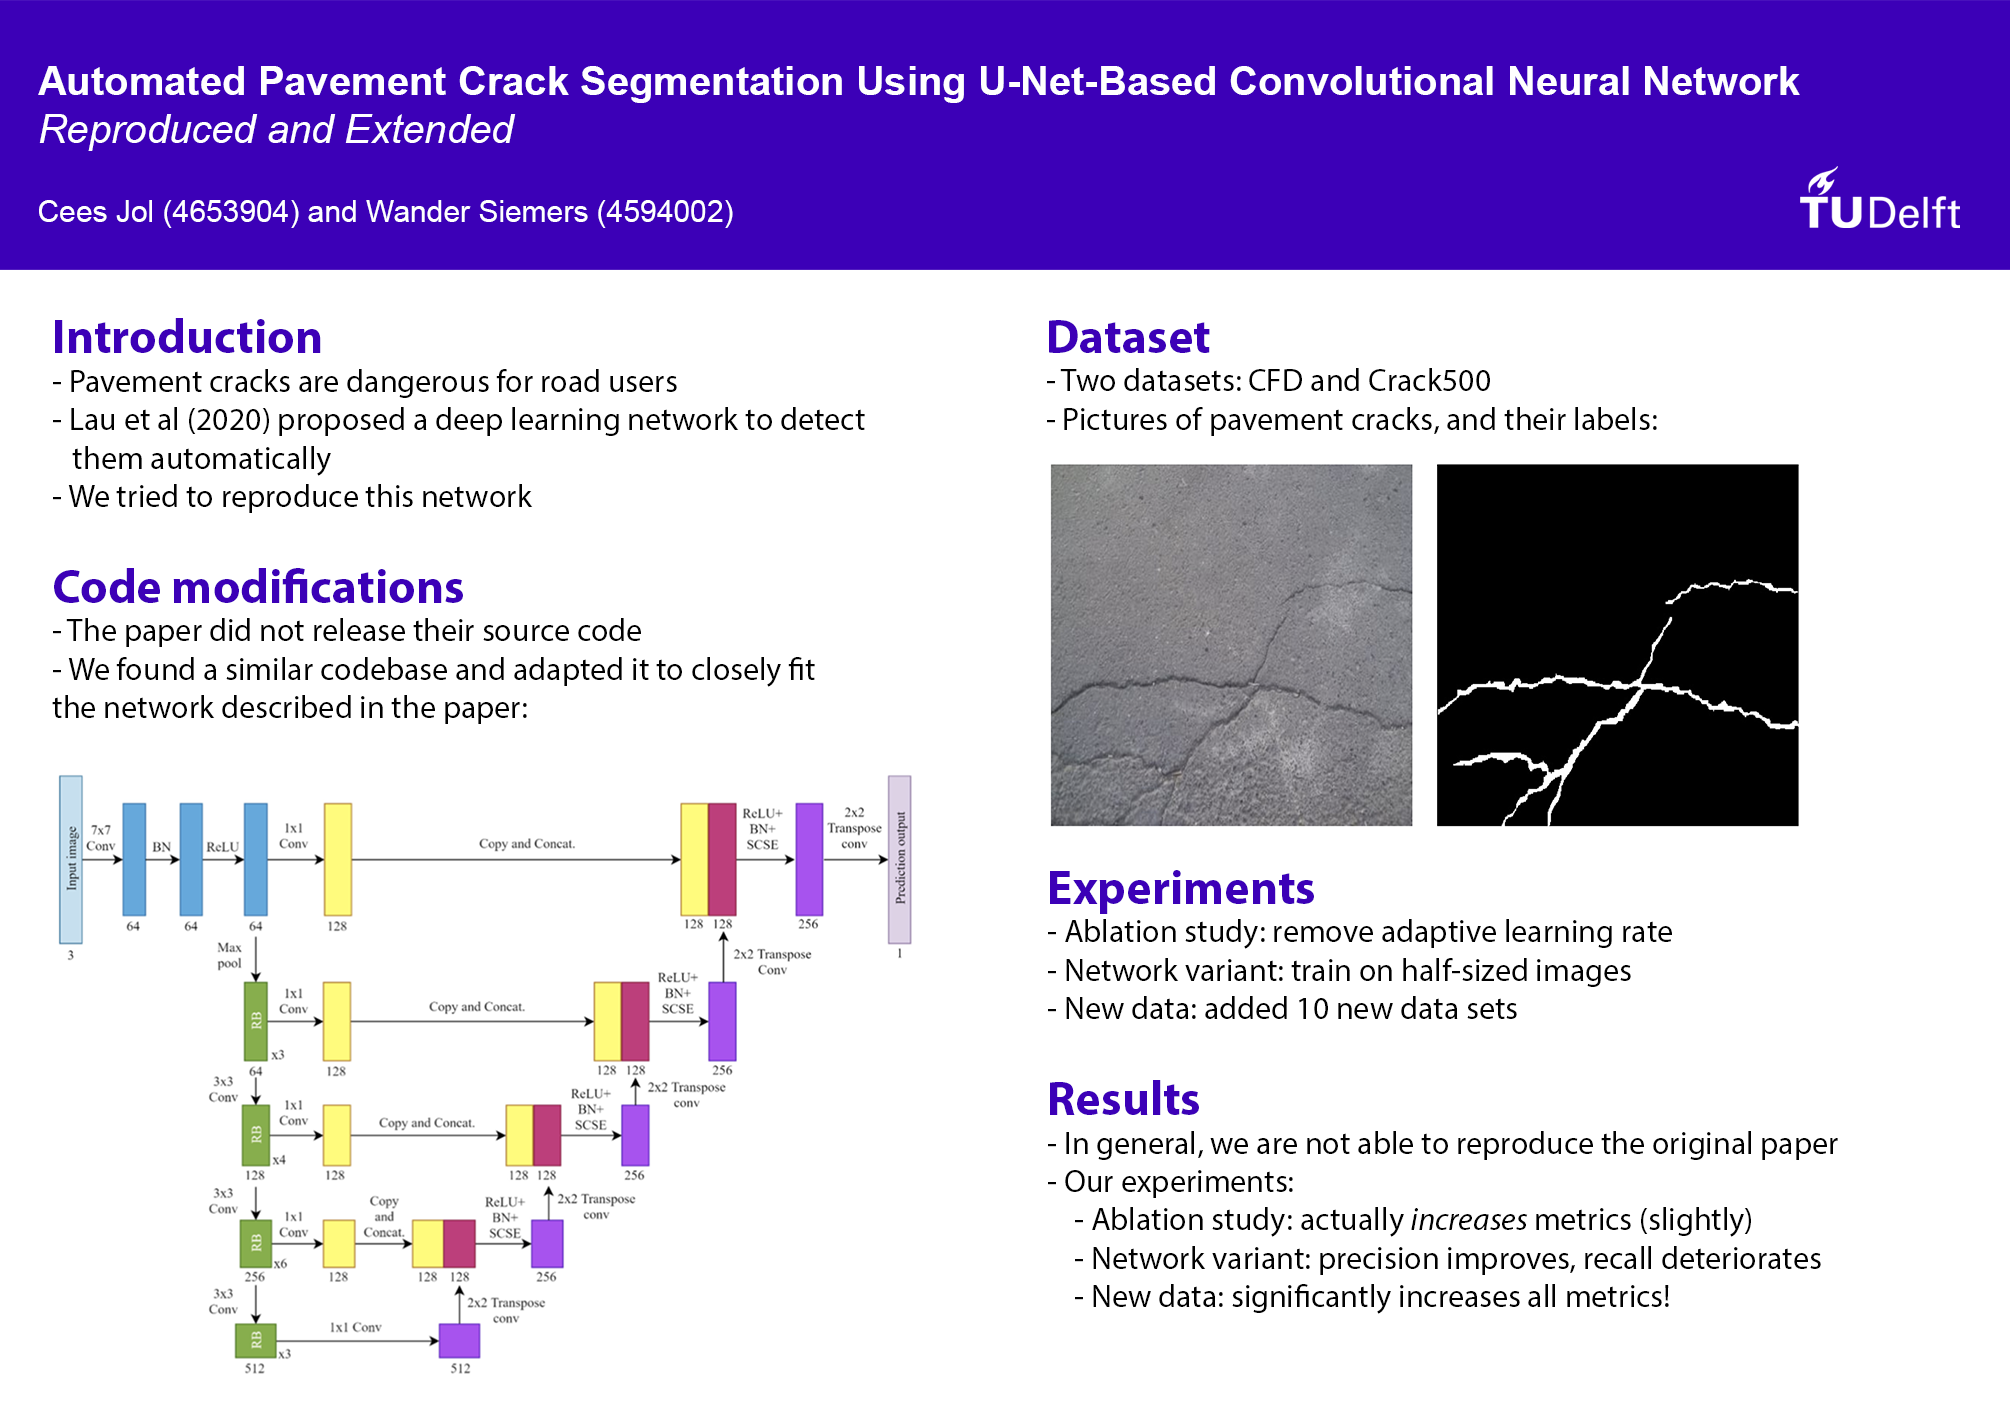 Automated Pavement Crack Segmentation Using U-Net-Based Convolutional Neural Network
Reproduced and Extended
Cees Jol (4653904) and Wander Siemers (4594002)
TUDelft
Introduction
- Pavement cracks are dangerous for road users
- Lau et al (2020) proposed a deep learning network to detect
them automatically
- We tried to reproduce this network
Code modifications
- The paper did not release their source code
- We found a similar codebase and adapted it to closely fit
the network described in the paper:
Input image
3
7x7
Conv
64
BN
64
ReLU
64
1x1
Conv
128
Copy and Concat.
128 128
ReLU+
BN+
SCSE
256
2x2
Transpose
conv
Prediction output
1
Max
pool
RB
x3
64
1x1
Conv
128
Copy and Concat.
128 128
ReLU+
BN+
SCSE
256
2x2 Transpose
Conv
3x3
Conv
RB
x4
128
1x1
Conv
128
Copy and Concat.
128 128
ReLU+
BN+
SCSE
256
2x2 Transpose
conv
3x3
Conv
RB
x6
256
1x1
Conv
128
Copy
and
Concat.
128 128
ReLU+
BN+
SCSE
256
2x2 Transpose
conv
3x3
Conv
RB
x3
512
1x1 Conv
512
2x2 Transpose
conv
Dataset
- Two datasets: CFD and Crack500
- Pictures of pavement cracks, and their labels:
Experiments
- Ablation study: remove adaptive learning rate
- Network variant: train on half-sized images
- New data: added 10 new data sets
Results
- In general, we are not able to reproduce the original paper
- Our experiments:
- Ablation study: actually increases metrics (slightly)
- Network variant: precision improves, recall deteriorates
- New data: significantly increases all metrics!